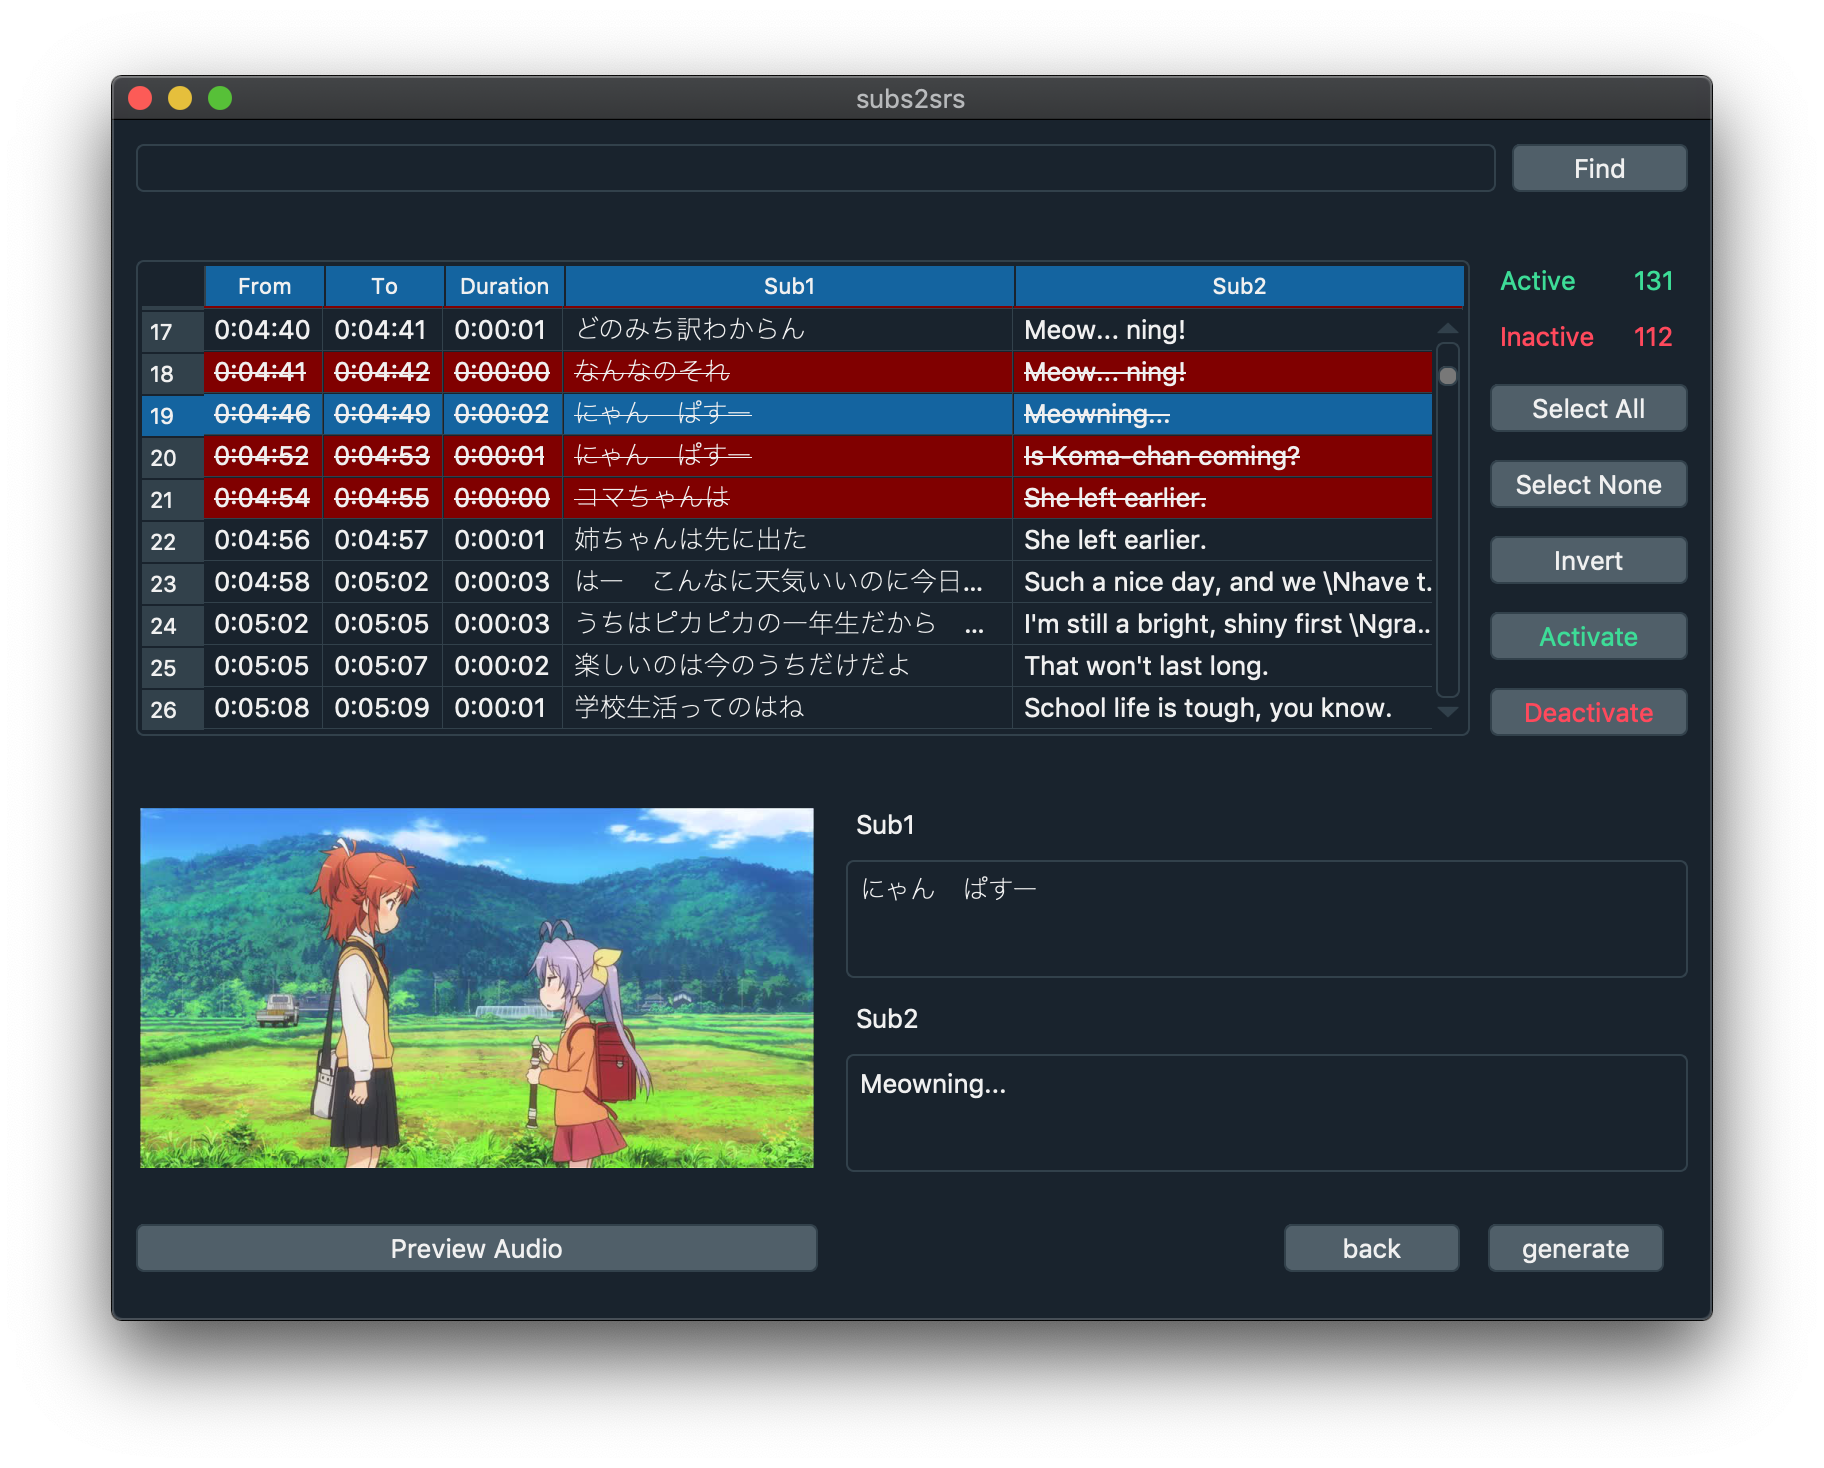 subs2srs
Find
From To Duration Sub1 Sub2
17 0:04:40 0:04:41 0:00:01 どのみち訳わからん Meow... ning!
18 0:04:41 0:04:42 0:00:00 なんなのそれ Meow... ning!
19 0:04:46 0:04:49 0:00:02 にゃん　ぱすー Meowning...
20 0:04:52 0:04:53 0:00:01 にゃん　ぱすー Is Koma-chan coming?
21 0:04:54 0:04:55 0:00:00 コマちゃんは She left earlier.
22 0:04:56 0:04:57 0:00:01 姉ちゃんは先に出た She left earlier.
23 0:04:58 0:05:02 0:00:03 はー　こんなに天気いいのに今日... Such a nice day, and we \Nhave t.
24 0:05:02 0:05:05 0:00:03 うちはピカピカの一年生だから　... I'm still a bright, shiny first \Ngra..
25 0:05:05 0:05:07 0:00:02 楽しいのは今のうちだけだよ That won't last long.
26 0:05:08 0:05:09 0:00:01 学校生活ってのはね School life is tough, you know.
Active 131
Inactive 112
Select All
Select None
Invert
Activate
Deactivate
Sub1
にゃん　ぱすー
Sub2
Meowning...
Preview Audio
back
generate